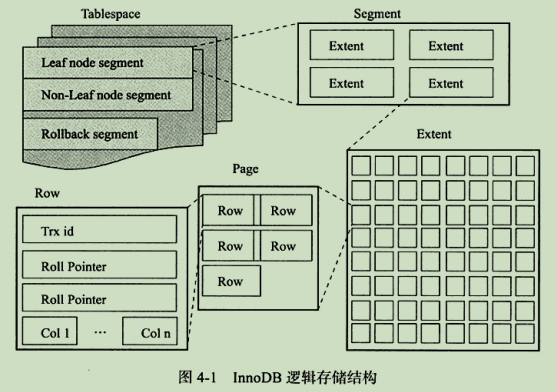 Tablespace
Leaf node segment
Non-Leaf node segment
Rollback segment
Segment
Extent Extent
Extent Extent
Extent
Page
Row Row
Row Row
Row
Row
Trx id
Roll Pointer
Roll Pointer
Col 1 ··· Col n
图 4-1 InnoDB 逻辑存储结构